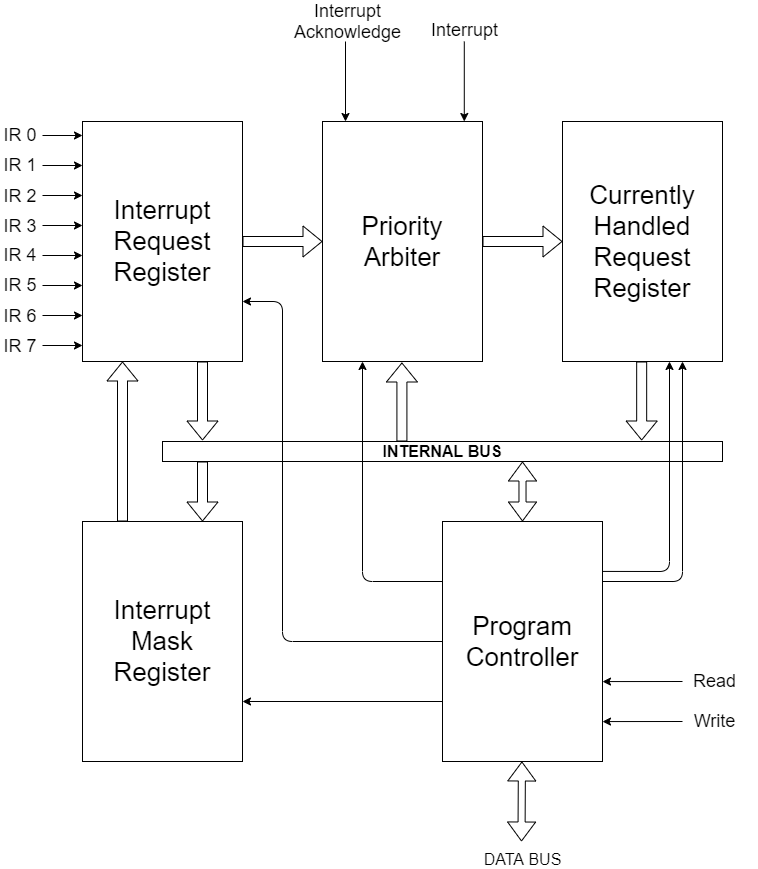 Interrupt
Acknowledge
Interrupt
IR 0
IR 1
IR 2
IR 3
IR 4
IR 5
IR 6
IR 7
Interrupt
Request
Register
Priority
Arbiter
Currently
Handled
Request
Register
INTERNAL BUS
Interrupt
Mask
Register
Program
Controller
Read
Write
DATA BUS